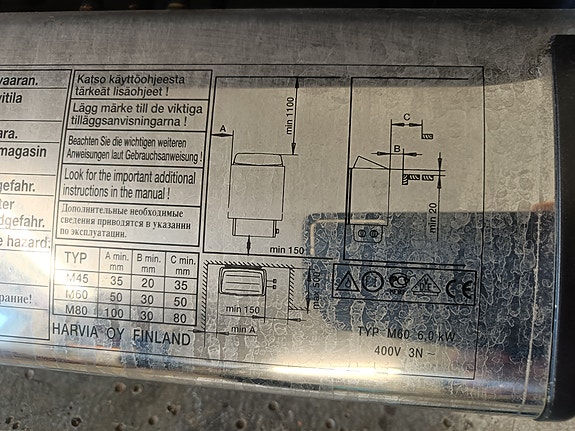 vaaran.
vitila
ara.
magasin
gefahr.
ter
dgefahr.
e hazard.
рание!
Katso käyttöohjeesta
tärkeät lisäohjeet !
Lägg märke till de viktiga
tilläggsanvisningarna !
Beachten Sie die wichtigen weiteren
Anweisungen laut Gebrauchsanweisung !
Look for the important additional
instructions in the manual !
Дополнительные необходимые
сведения приводятся в указании
по эксплуатации.
TYP A min. mm B min. mm C min. mm
M45 35 20 35
M60 50 30 50
M80 100 30 80
HARVIA OY FINLAND
A
min 1100
min 150
min 150
max 500
min A
C
B
min 20
CE
TYP M60 6,0 kW
400V 3N ~